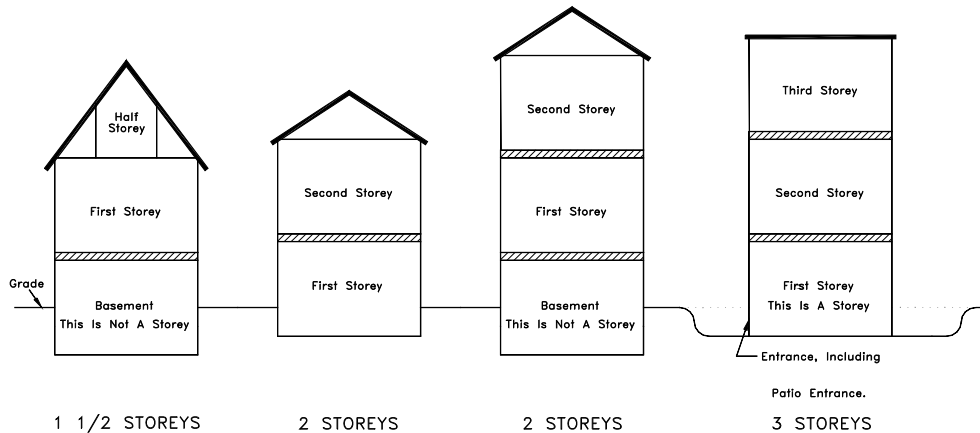 Half
Storey
First Storey
Grade
Basement
This Is Not A Storey
1 1/2 STOREYS
Second Storey
First Storey
2 STOREYS
Second Storey
First Storey
Basement
This Is Not A Storey
2 STOREYS
Third Storey
Second Storey
First Storey
This Is A Storey
Entrance, Including
Patio Entrance.
3 STOREYS